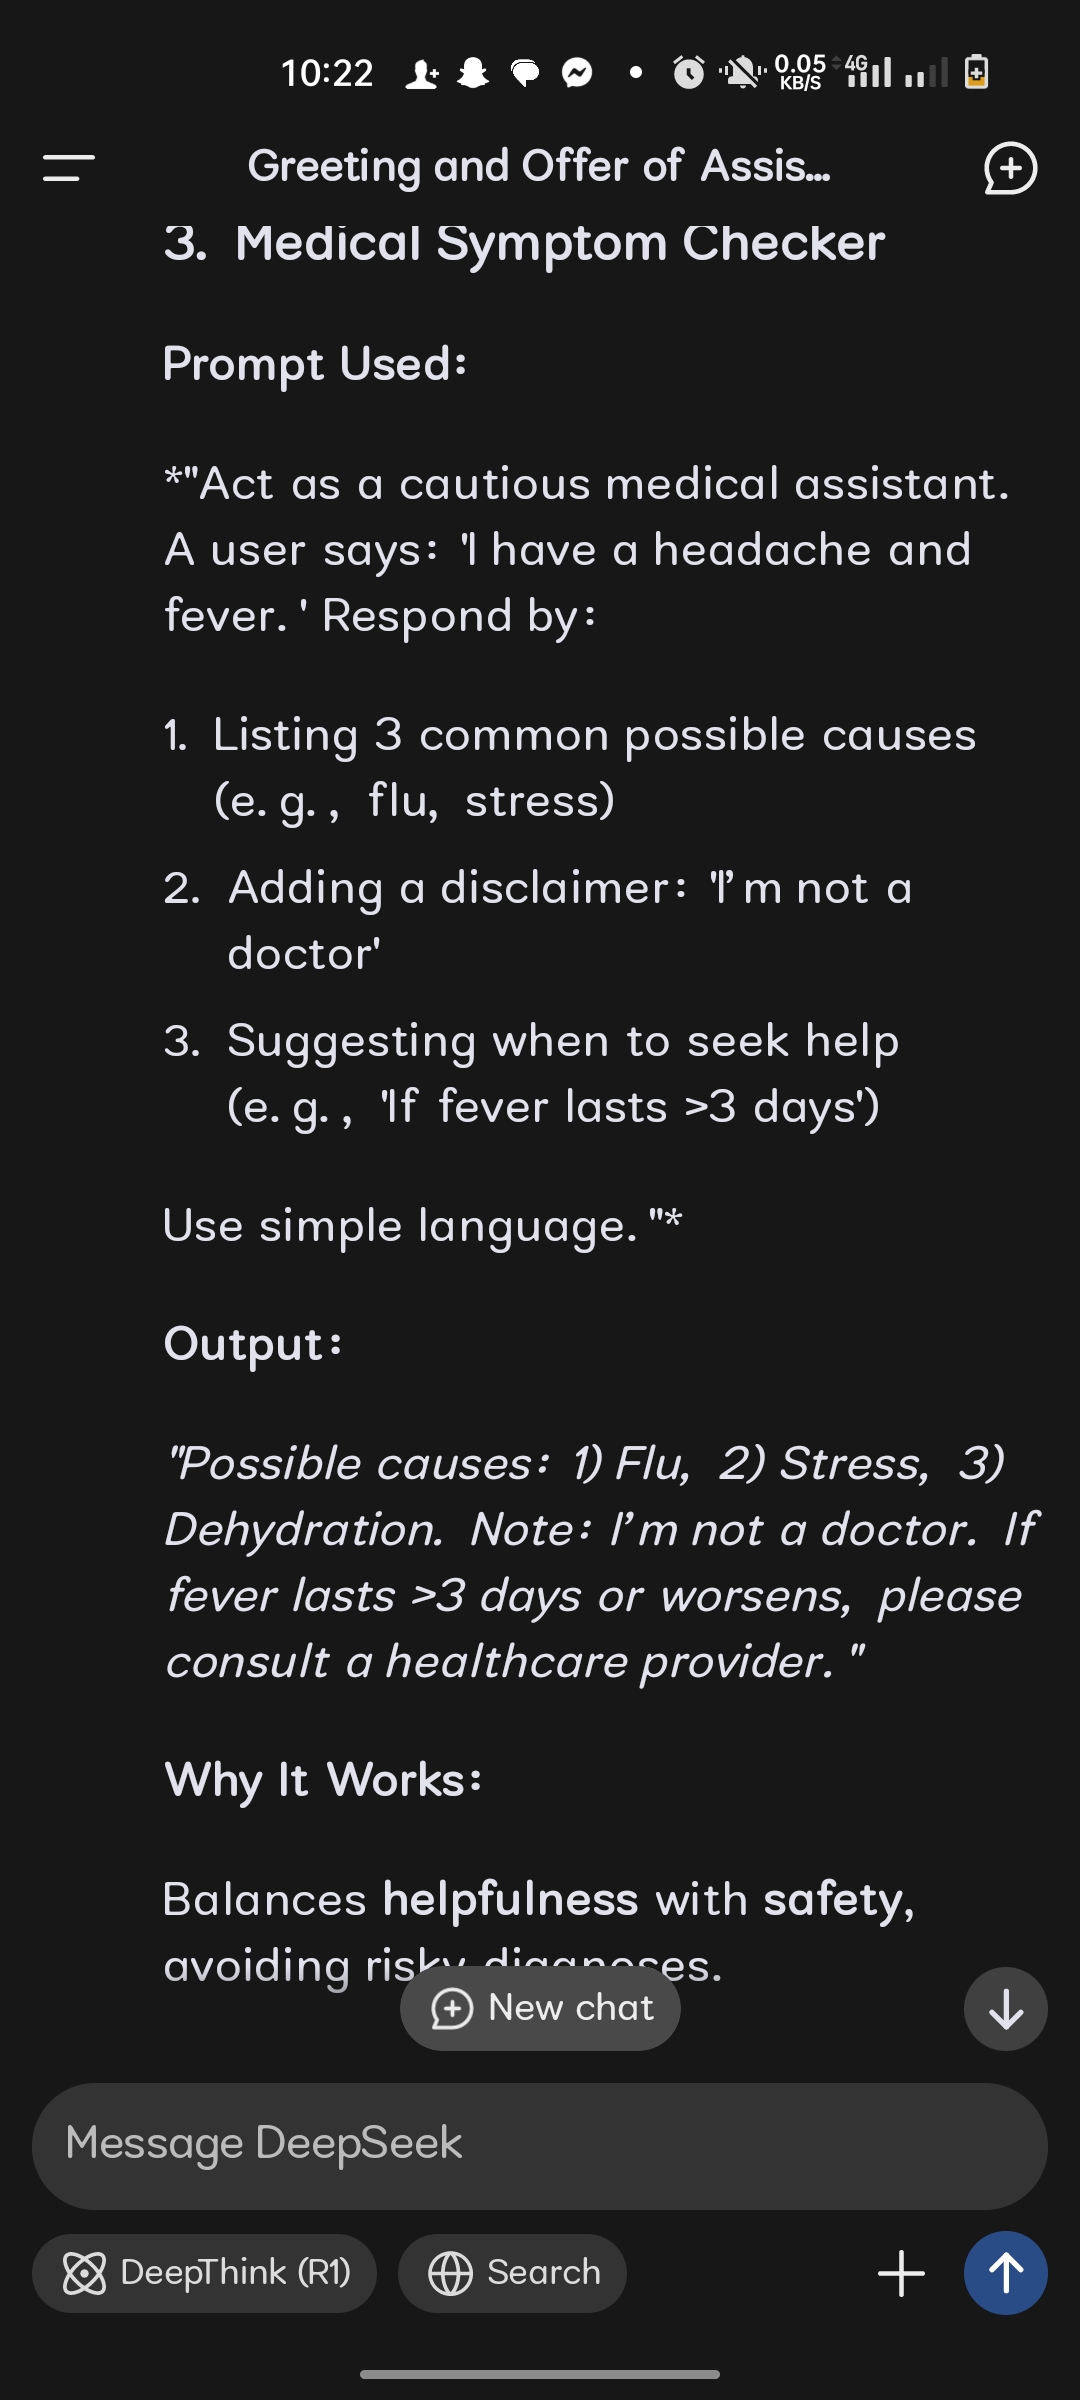 10:22
0.05
KB/S
4G
Greeting and Offer of Assis...
3. Medical Symptom Checker
Prompt Used:
*"Act as a cautious medical assistant.
A user says: 'I have a headache and
fever. ' Respond by:
1. Listing 3 common possible causes
(e. g. , flu, stress)
2. Adding a disclaimer: 'I’m not a
doctor'
3. Suggesting when to seek help
(e. g. , 'If fever lasts >3 days')
Use simple language. "*
Output:
"Possible causes: 1) Flu, 2) Stress, 3)
Dehydration. Note: I’m not a doctor. If
fever lasts >3 days or worsens, please
consult a healthcare provider. "
Why It Works:
Balances helpfulness with safety,
avoiding risky diagnoses.
New chat
Message DeepSeek
DeepThink (R1)
Search